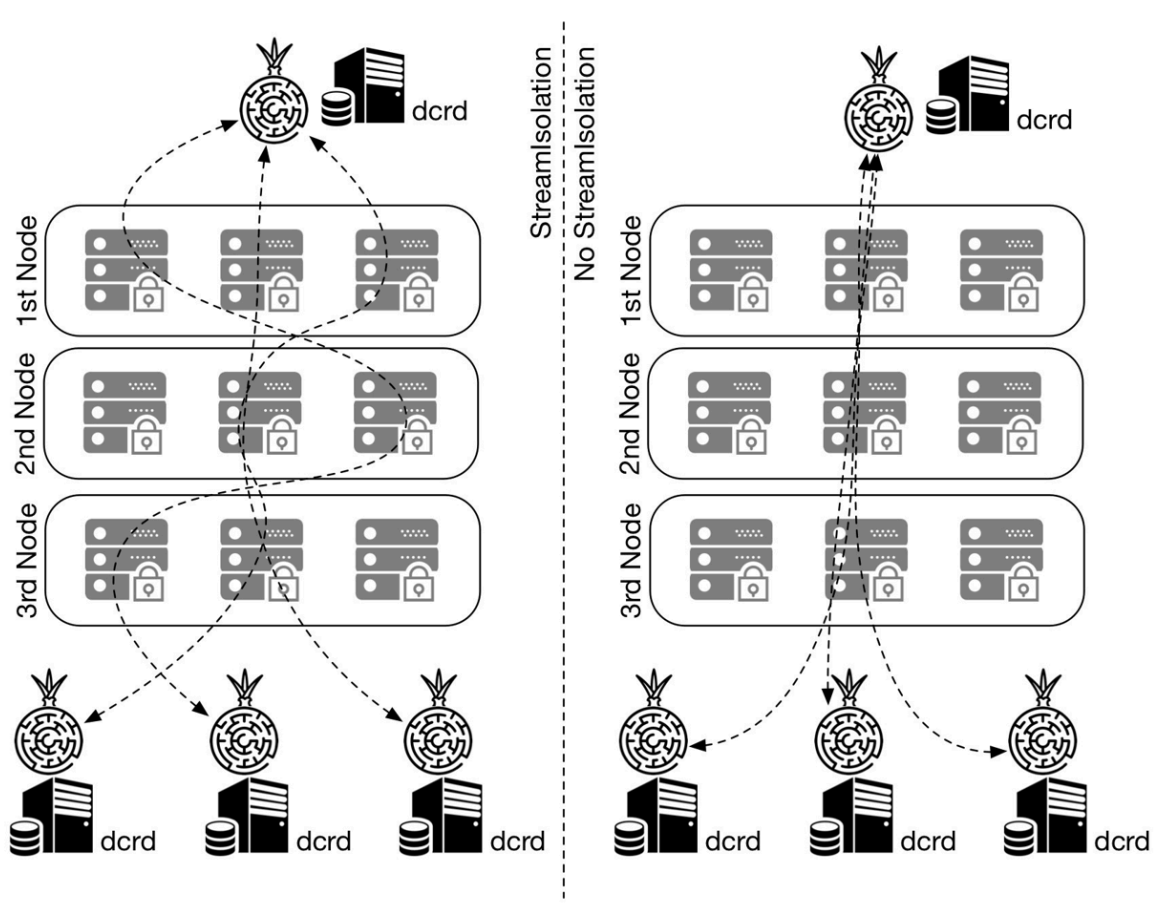 dcrd
StreamIsolation
1st Node
2nd Node
3rd Node
dcrd
dcrd
dcrd
No StreamIsolation
dcrd
1st Node
2nd Node
3rd Node
dcrd
dcrd
dcrd